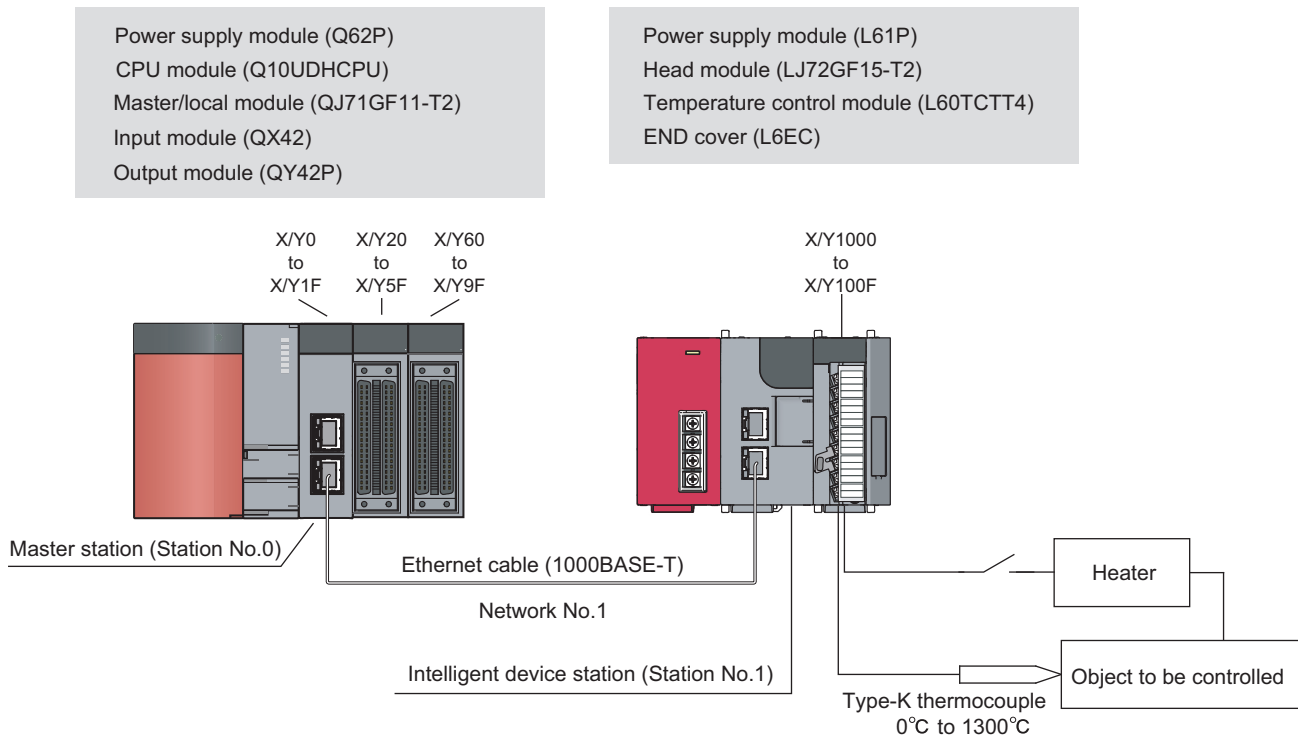 Power supply module (Q62P)
CPU module (Q10UDHCPU)
Master/local module (QJ71GF11-T2)
Input module (QX42)
Output module (QY42P)
Power supply module (L61P)
Head module (LJ72GF15-T2)
Temperature control module (L60TCTT4)
END cover (L6EC)
X/Y0
to
X/Y1F
X/Y20
to
X/Y5F
X/Y60
to
X/Y9F
X/Y1000
to
X/Y100F
Master station (Station No.0)
Ethernet cable (1000BASE-T)
Network No.1
Intelligent device station (Station No.1)
Heater
Object to be controlled
Type-K thermocouple
0℃ to 1300℃